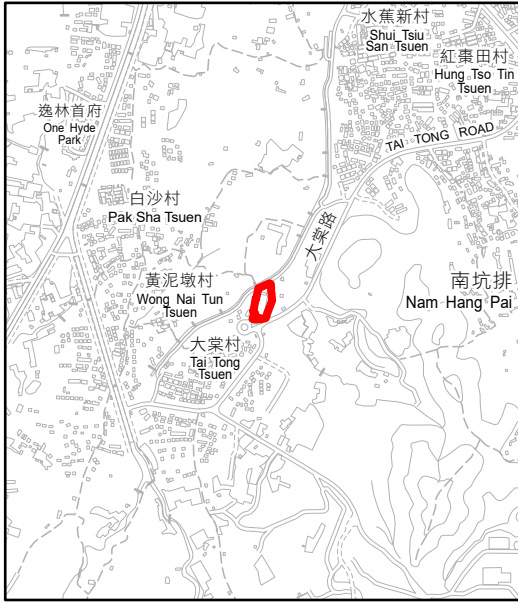 水蕉新村
Shui Tsiu
San Tsuen
紅棗田村
Hung Tso Tin
Tsuen
逸林首府
One Hyde
Park
TAI TONG ROAD
白沙村
Pak Sha Tsuen
大棠路
黃泥墩村
Wong Nai Tun
Tsuen
南坑排
Nam Hang Pai
大棠村
Tai Tong
Tsuen